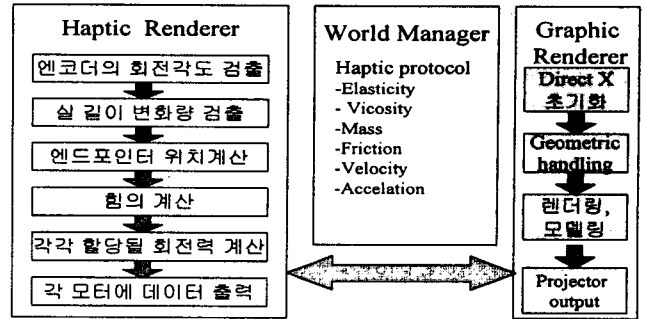 Haptic Renderer
엔코더의 회전각도 검출
실 길이 변화량 검출
엔드포인터 위치계산
힘의 계산
각각 할당될 회전력 계산
각 모터에 데이터 출력
World Manager
Haptic protocol
-Elasticity
- Vicosity
-Mass
-Friction
-Velocity
-Accelation
Graphic
Renderer
Direct X
초기화
Geometric
handling
렌더링,
모델링
Projector
output